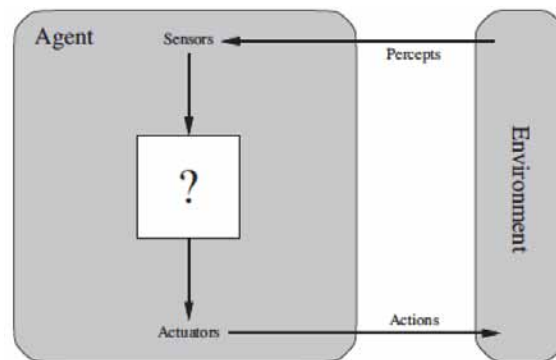 Agent
Sensors
Percepts
?
Environment
Actuators
Actions